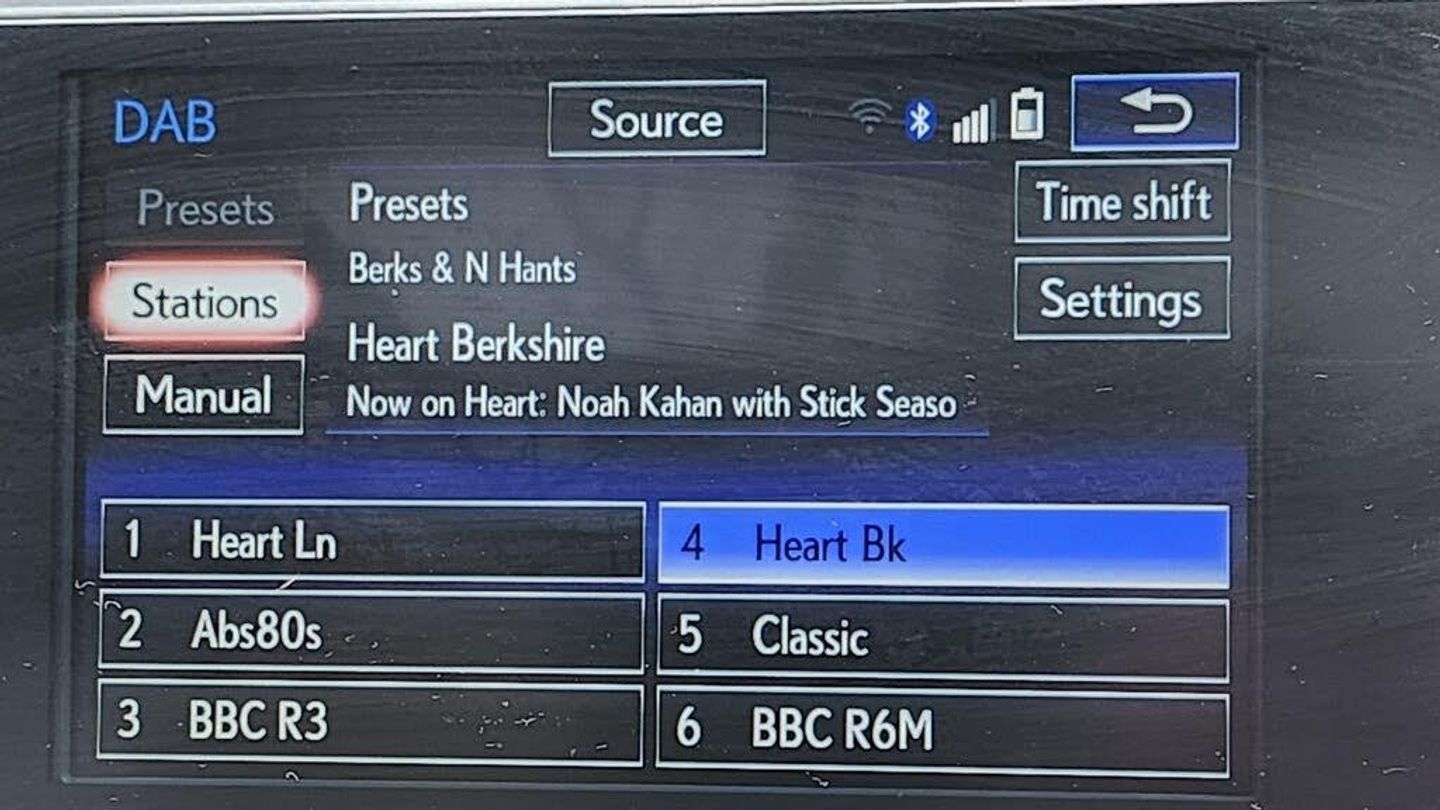 DAB
Source
Presets
Stations
Manual
Presets
Berks & N Hants
Heart Berkshire
Now on Heart: Noah Kahan with Stick Seaso
Time shift
Settings
1 Heart Ln
4 Heart Bk
2 Abs80s
5 Classic
3 BBC R3
6 BBC R6M